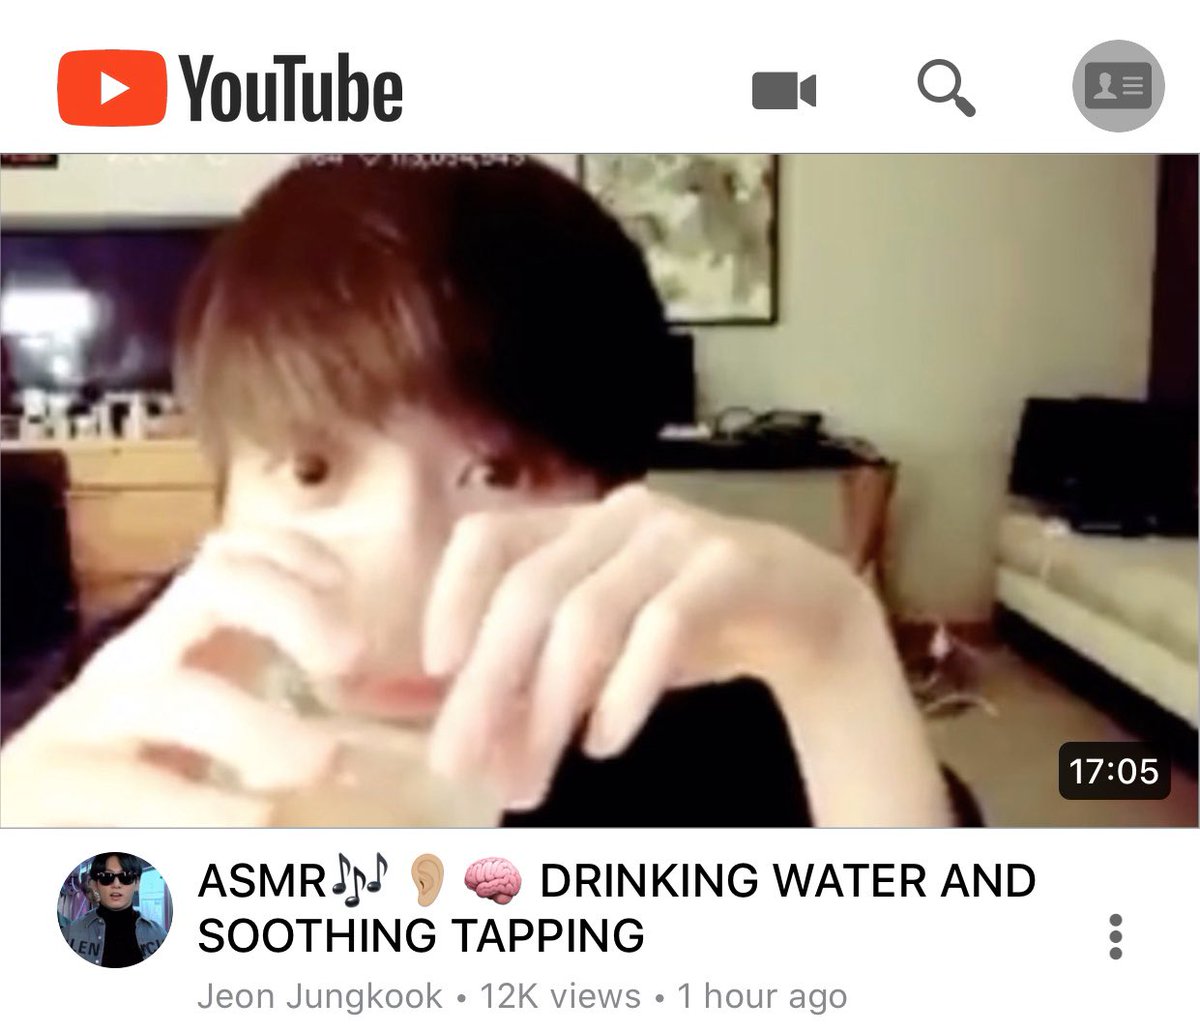 YouTube
17:05
ASMR🎶 👂🏼 🧠 DRINKING WATER AND
SOOTHING TAPPING
Jeon Jungkook • 12K views • 1 hour ago